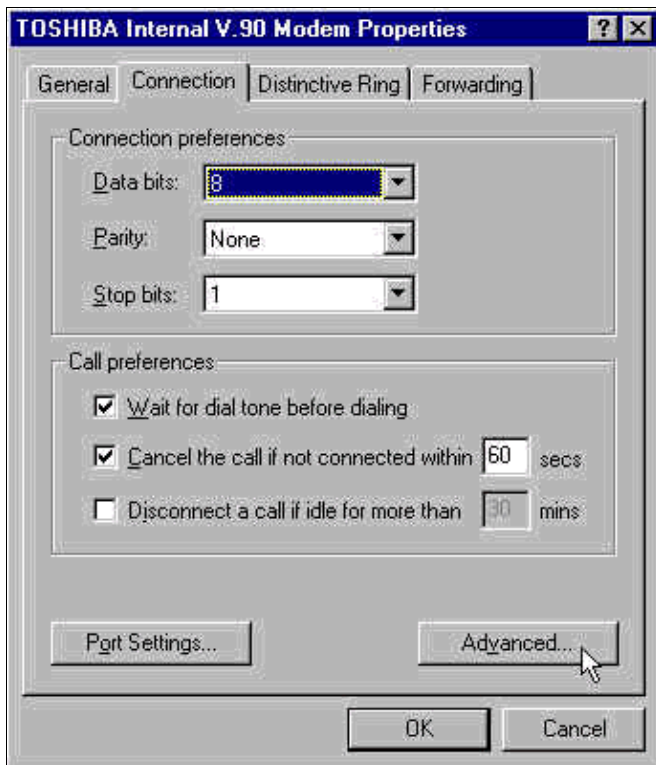 TOSHIBA Internal V.90 Modem Properties
General Connection Distinctive Ring Forwarding
Connection preferences
Data bits: 8
Parity: None
Stop bits: 1
Call preferences
Wait for dial tone before dialing
Cancel the call if not connected within 60 secs
Disconnect a call if idle for more than 30 mins
Port Settings... Advanced...
OK Cancel